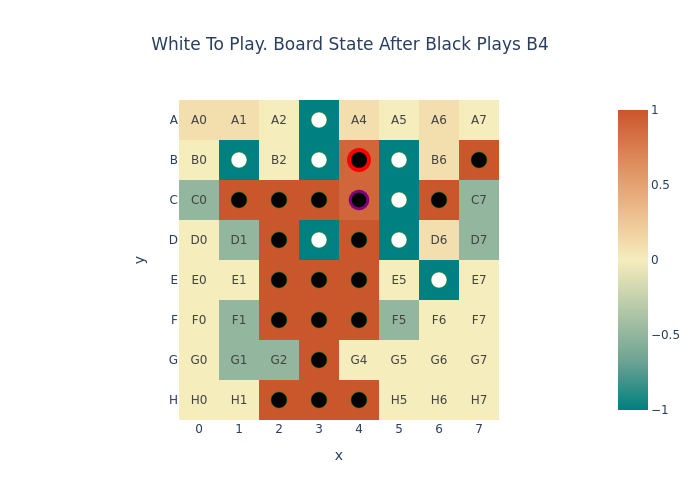 White To Play. Board State After Black Plays B4
A A0 A1 A2 A4 A5 A6 A7 1
B B0 B2 B6
C C0 C7 0.5
D D0 D1 D6 D7
y 0
E E0 E1 E5 E7
F F0 F1 F5 F6 F7 −0.5
G G0 G1 G2 G4 G5 G6 G7
H H0 H1 H5 H6 H7 −1
0 1 2 3 4 5 6 7
x